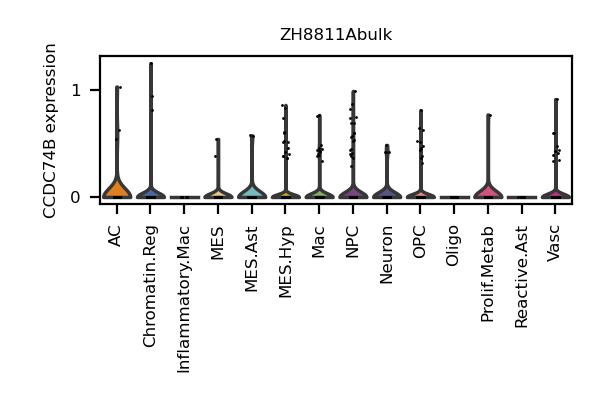 ZH8811Abulk
CCDC74B expression
1
0
AC
Chromatin.Reg
Inflammatory.Mac
MES
MES.Ast
MES.Hyp
Mac
NPC
Neuron
OPC
Oligo
Prolif.Metab
Reactive.Ast
Vasc